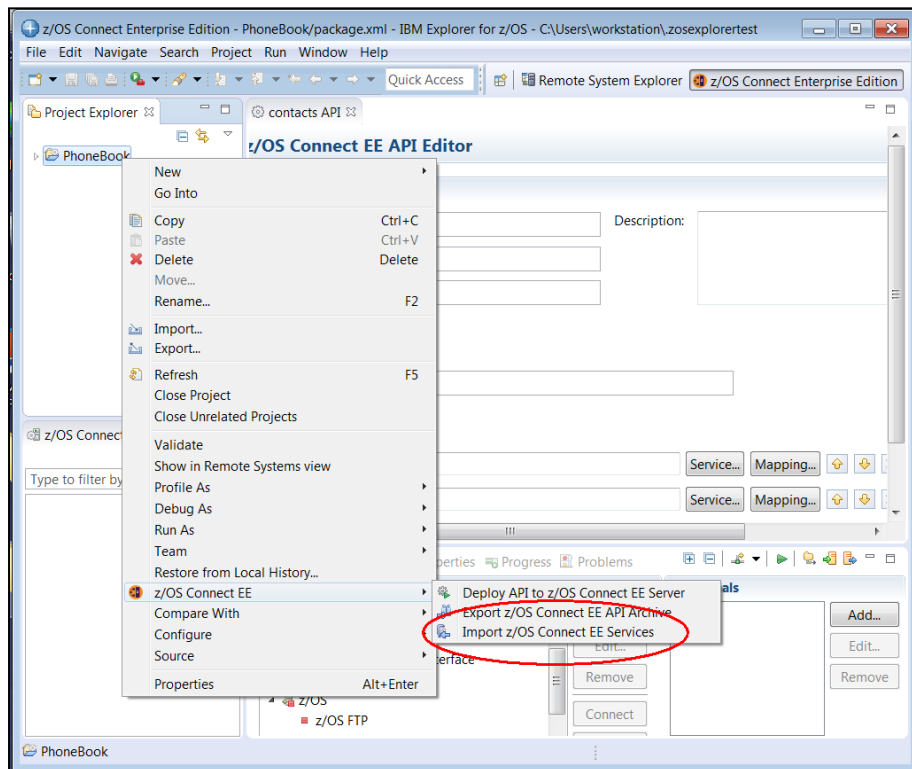 z/OS Connect Enterprise Edition - PhoneBook/package.xml - IBM Explorer for z/OS - C:\Users\workstation\.zosexplorertest
File Edit Navigate Search Project Run Window Help
Quick Access Remote System Explorer z/OS Connect Enterprise Edition
Project Explorer contacts API
z/OS Connect EE API Editor
PhoneBook
New
Go Into
Copy Ctrl+C
Description:
Paste Ctrl+V
Delete Delete
Move...
Rename... F2
Import...
Export...
Refresh F5
Close Project
Close Unrelated Projects
z/OS Connect
Validate
Show in Remote Systems view
Service... Mapping...
Type to filter by
Profile As
Debug As
Service... Mapping...
Run As
Team
perties Progress Problems
Restore from Local History...
z/OS Connect EE
Deploy API to z/OS Connect EE Server
als
Compare With
Export z/OS Connect EE API Archive
Add...
Configure
Import z/OS Connect EE Services
Edit...
Edit...
Source
terface
Remove
Remove
Properties Alt+Enter
z/OS
Connect
z/OS FTP
PhoneBook